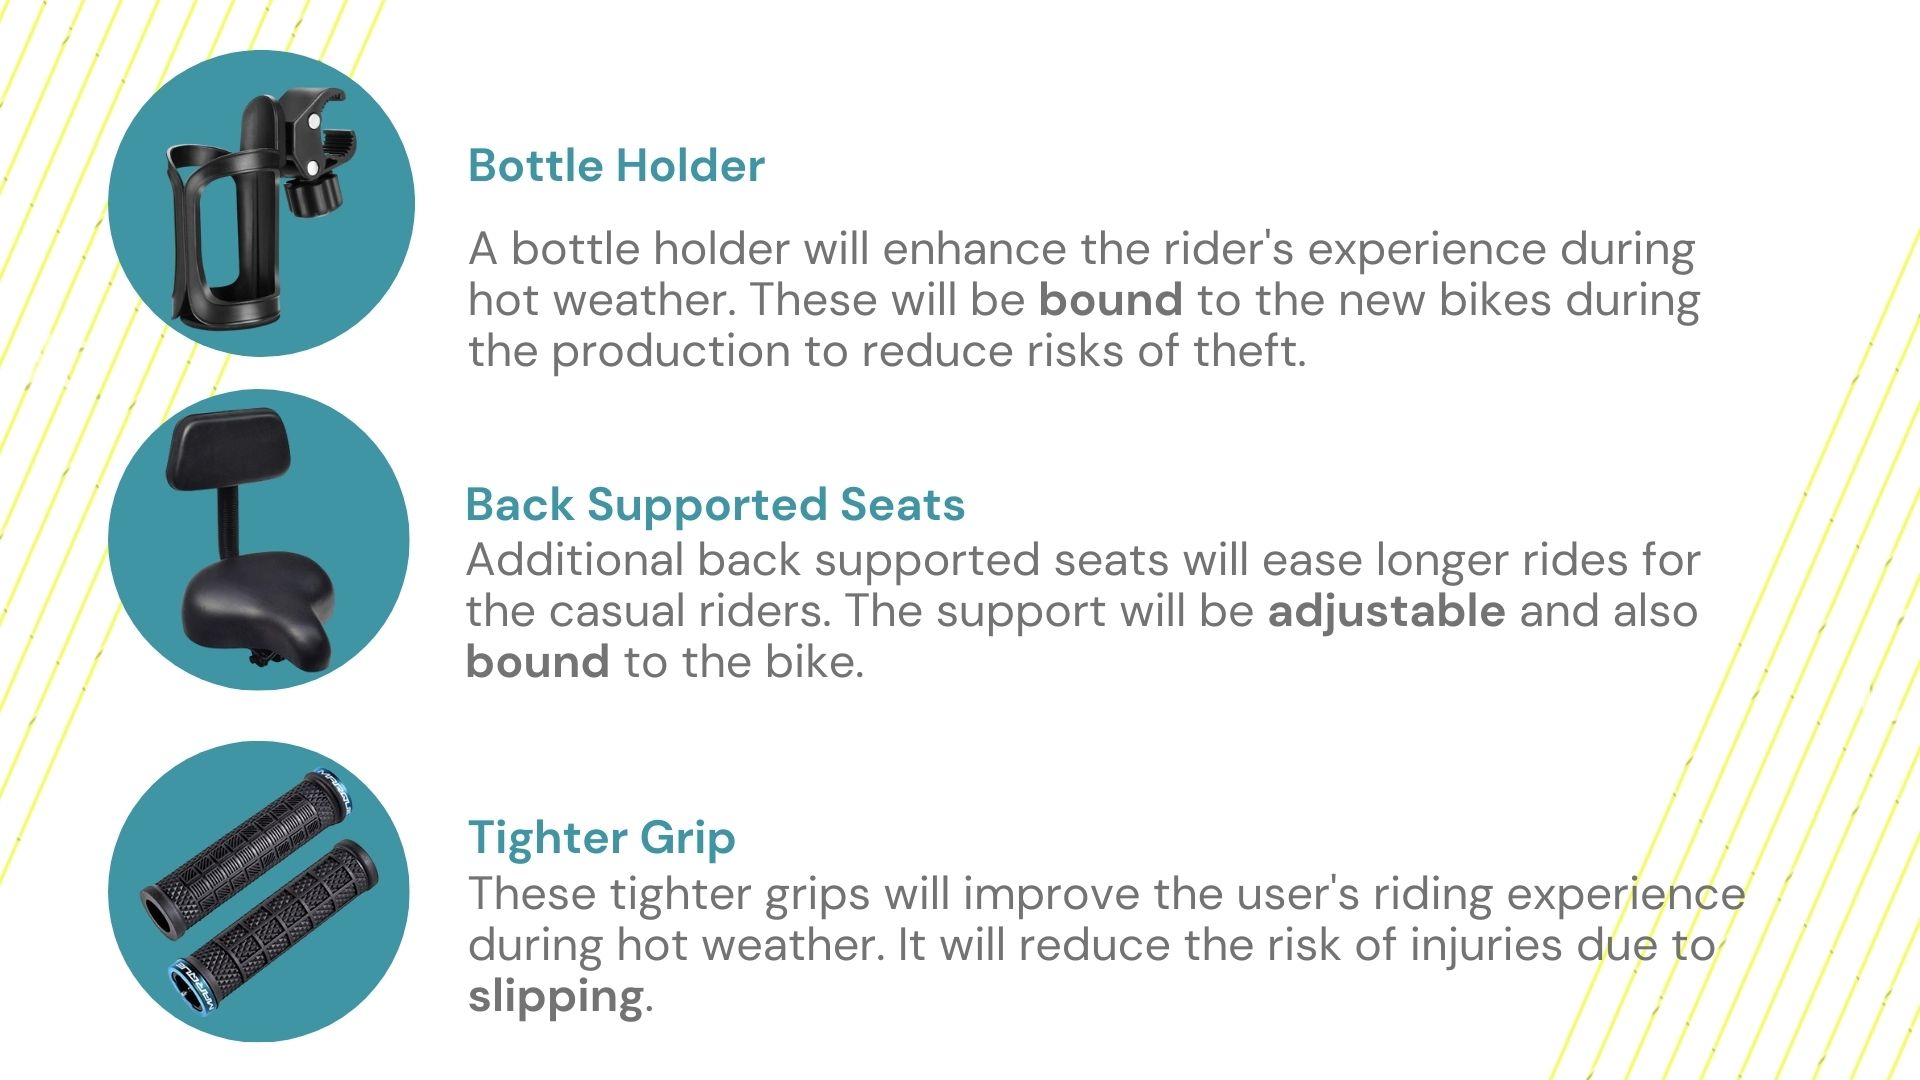 Bottle Holder
A bottle holder will enhance the rider's experience during
hot weather. These will be bound to the new bikes during
the production to reduce risks of theft.
Back Supported Seats
Additional back supported seats will ease longer rides for
the casual riders. The support will be adjustable and also
bound to the bike.
MARQUE
Tighter Grip
These tighter grips will improve the user's riding experience
during hot weather. It will reduce the risk of injuries due to
slipping.
MARQUE